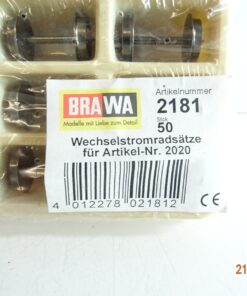 BRAWA
Modelle mit Liebe zum Detail
Artikelnummer
2181
Stck
50
Wechselstromradsätze
für Artikel-Nr. 2020
4 012278 021812
CE
21